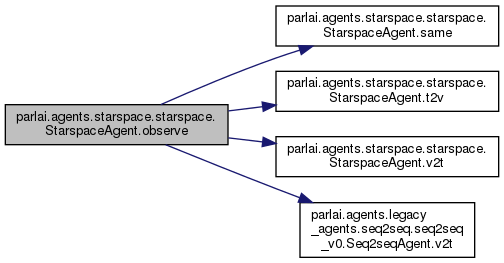 parlai.agents.starspace.starspace.
StarspaceAgent.same
parlai.agents.starspace.starspace.
StarspaceAgent.t2v
parlai.agents.starspace.starspace.
StarspaceAgent.observe
parlai.agents.starspace.starspace.
StarspaceAgent.v2t
parlai.agents.legacy
_agents.seq2seq.seq2seq
_v0.Seq2seqAgent.v2t